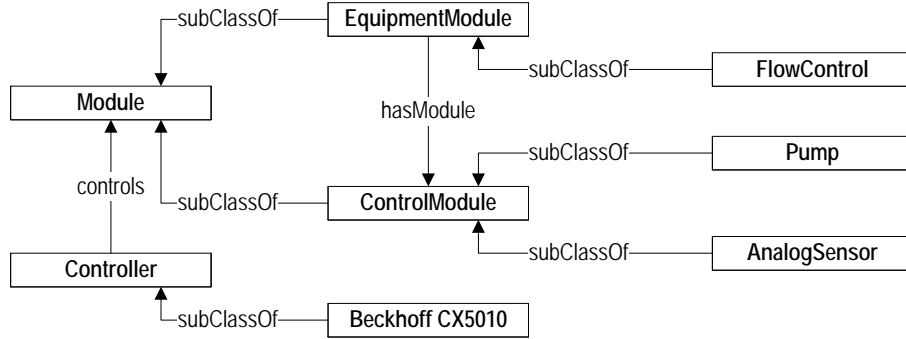 subClassOf
EquipmentModule
subClassOf
FlowControl
Module
hasModule
subClassOf
Pump
controls
subClassOf
ControlModule
subClassOf
AnalogSensor
Controller
subClassOf
Beckhoff CX5010